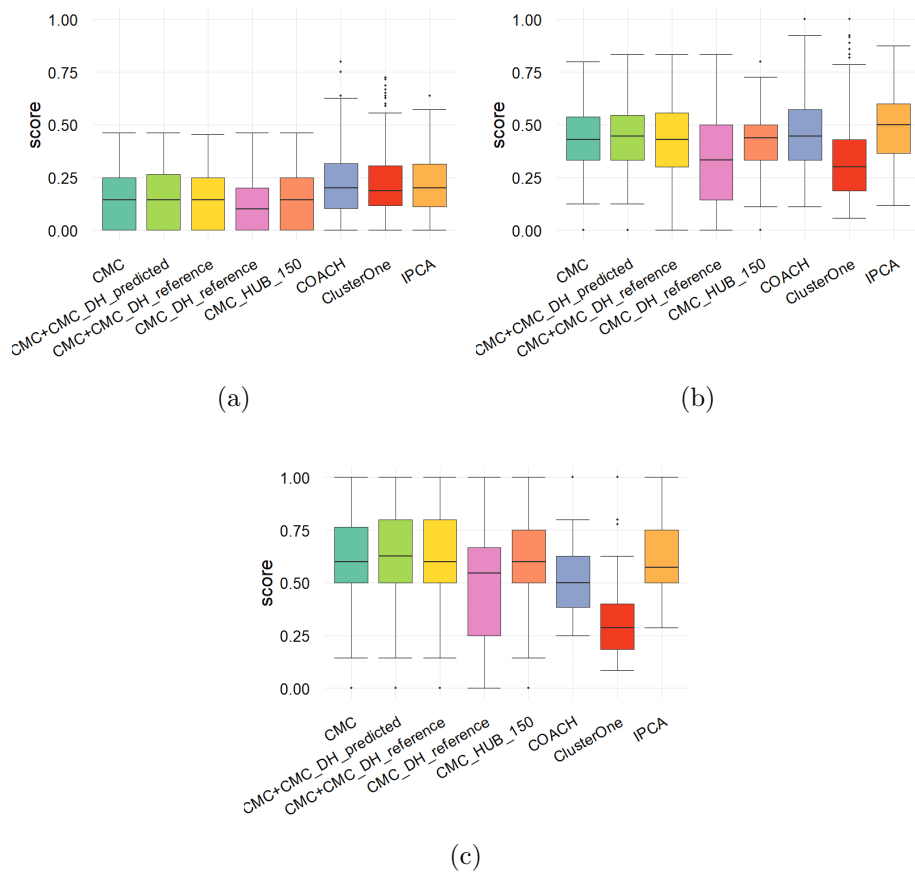 1.00
0.75
0.50
0.25
0.00
score
CMC
CMC+CMC_DH_predicted
CMC+CMC_DH_reference
CMC_DH_reference
CMC_HUB_150
COACH
ClusterOne
IPCA
(a)
1.00
0.75
0.50
0.25
0.00
score
CMC
CMC+CMC_DH_predicted
CMC+CMC_DH_reference
CMC_DH_reference
CMC_HUB_150
COACH
ClusterOne
IPCA
(b)
1.00
0.75
0.50
0.25
0.00
score
CMC
CMC+CMC_DH_predicted
CMC+CMC_DH_reference
CMC_DH_reference
CMC_HUB_150
COACH
ClusterOne
IPCA
(c)